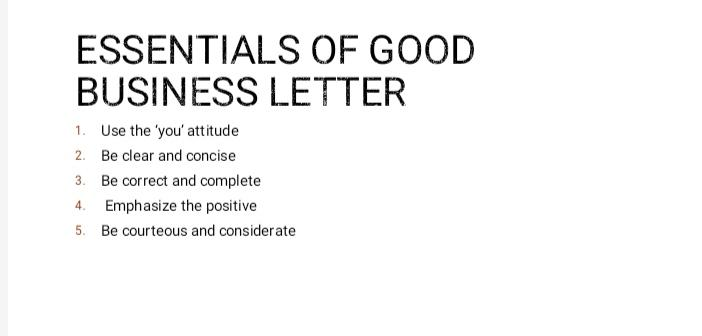 ESSENTIALS OF GOOD
BUSINESS LETTER
1. Use the ‘you’ attitude
2. Be clear and concise
3. Be correct and complete
4. Emphasize the positive
5. Be courteous and considerate